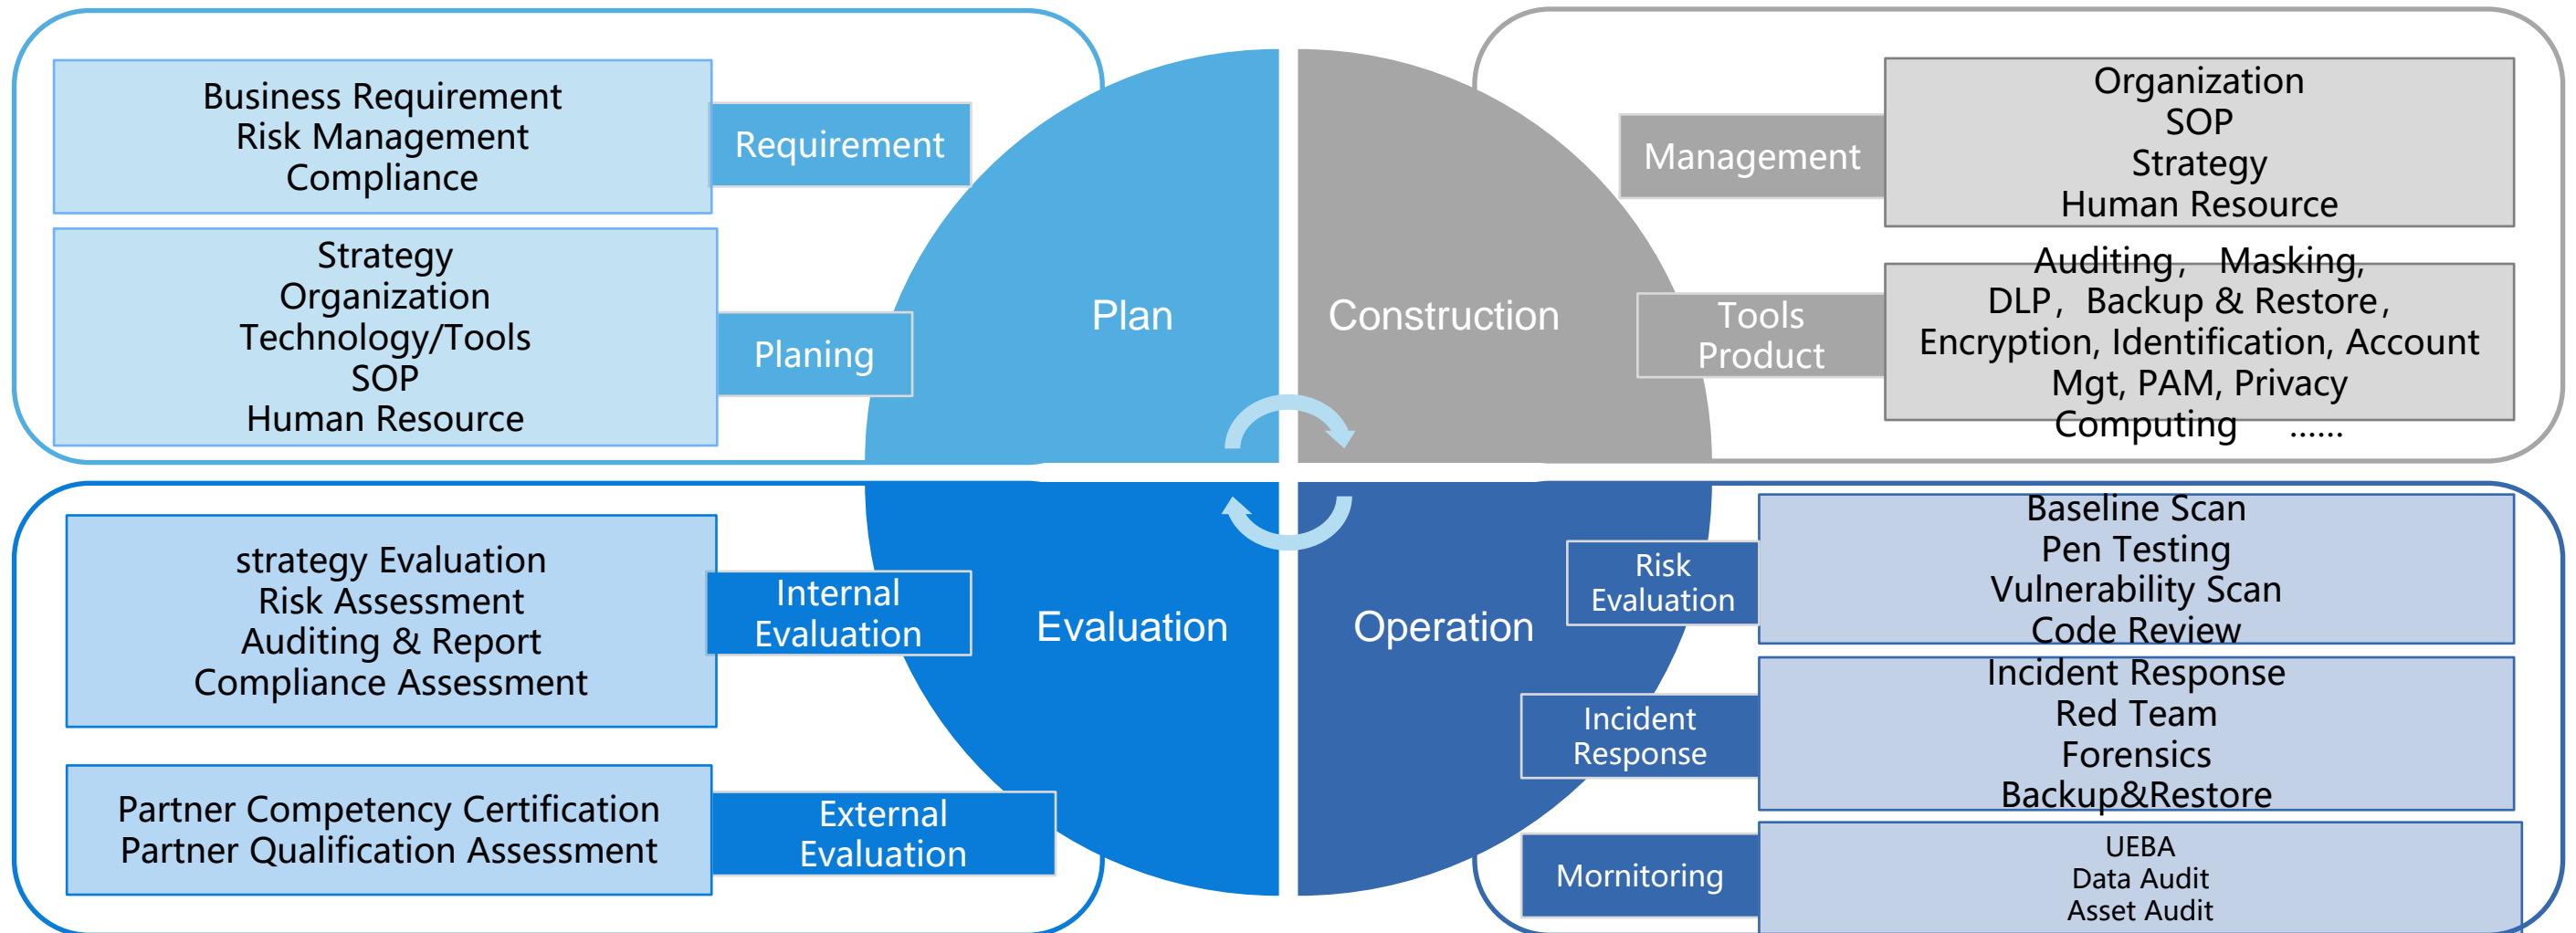 Business Requirement
Risk Management
Compliance
Requirement
Strategy
Organization
Technology/Tools
SOP
Human Resource
Planing
Plan
Construction
Management
Organization
SOP
Strategy
Human Resource
Tools
Product
Auditing， Masking,
DLP，Backup & Restore，
Encryption, Identification, Account
Mgt, PAM, Privacy
Computing ......
strategy Evaluation
Risk Assessment
Auditing & Report
Compliance Assessment
Internal
Evaluation
Partner Competency Certification
Partner Qualification Assessment
External
Evaluation
Evaluation
Operation
Risk
Evaluation
Baseline Scan
Pen Testing
Vulnerability Scan
Code Review
Incident
Response
Incident Response
Red Team
Forensics
Backup&Restore
Mornitoring
UEBA
Data Audit
Asset Audit